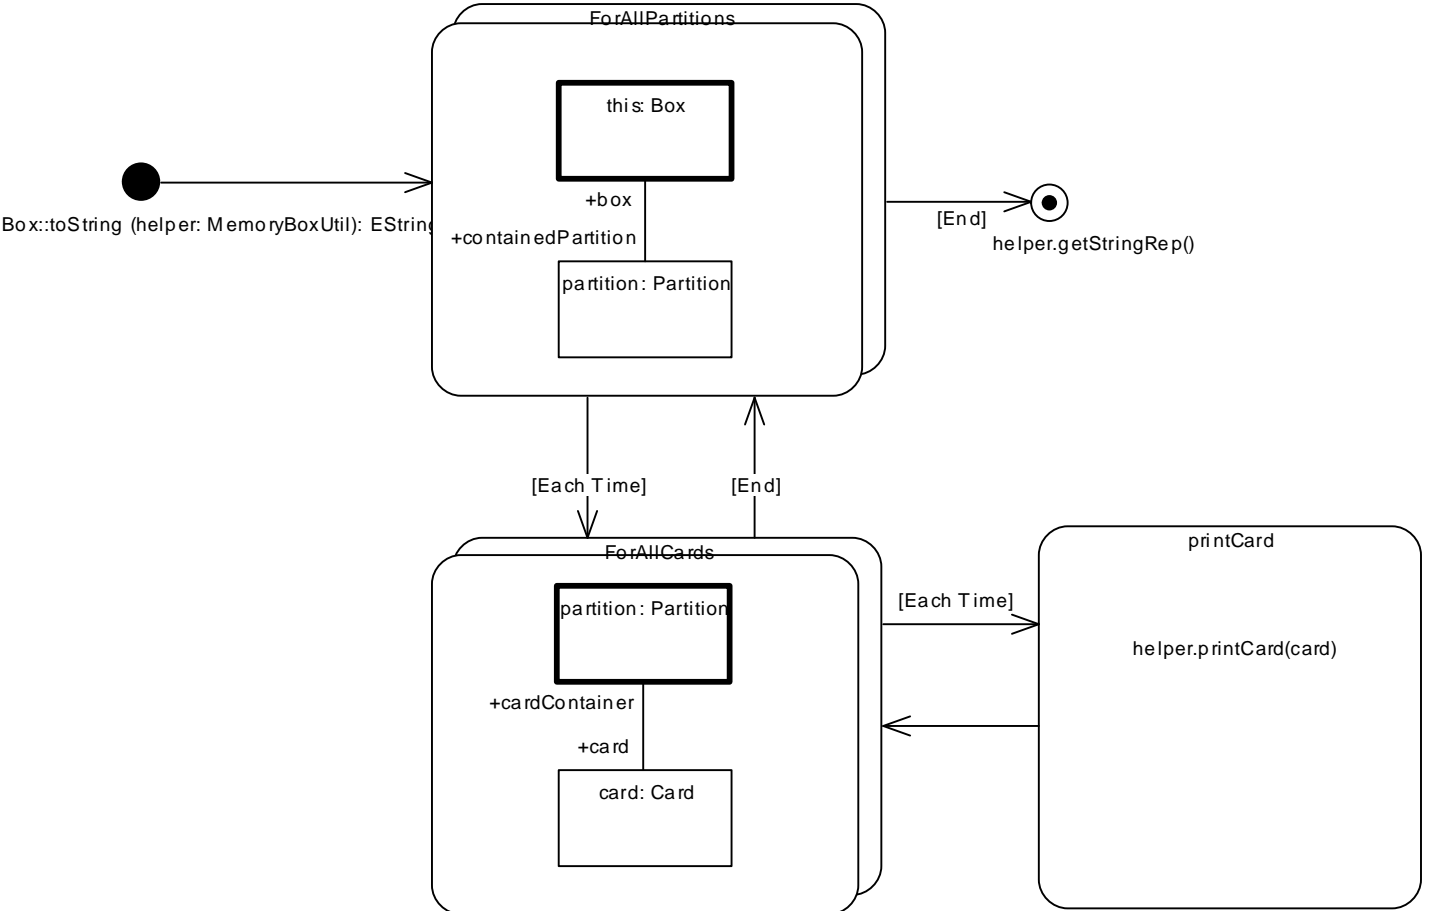 ForAllPartitions
this: Box
+box
+containedPartition
partition: Partition
Box::toString (helper: MemoryBoxUtil): EString
[End]
helper.getStringRep()
[Each Time]
[End]
ForAllCards
partition: Partition
+cardContainer
+card
card: Card
[Each Time]
printCard
helper.printCard(card)